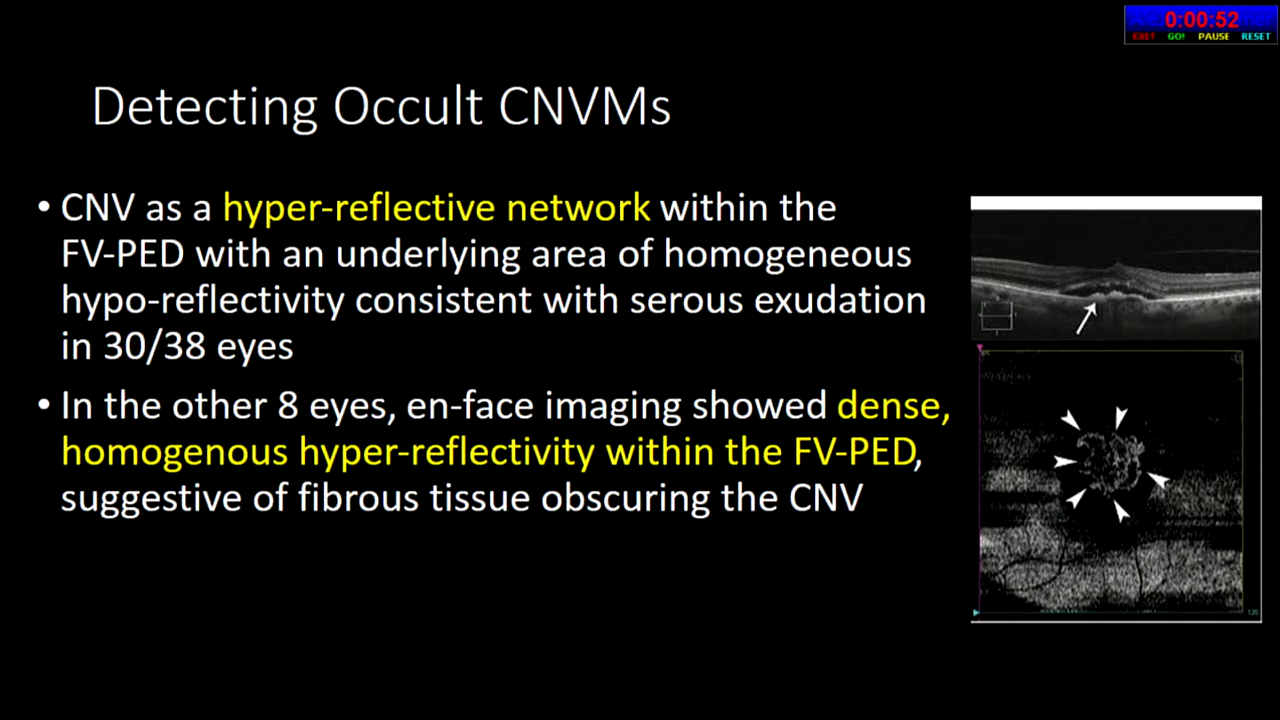 0:00:52
EXIT GO! PAUSE RESET
Detecting Occult CNVMs
• CNV as a hyper-reflective network within the
FV-PED with an underlying area of homogeneous
hypo-reflectivity consistent with serous exudation
in 30/38 eyes
• In the other 8 eyes, en-face imaging showed dense,
homogenous hyper-reflectivity within the FV-PED,
suggestive of fibrous tissue obscuring the CNV